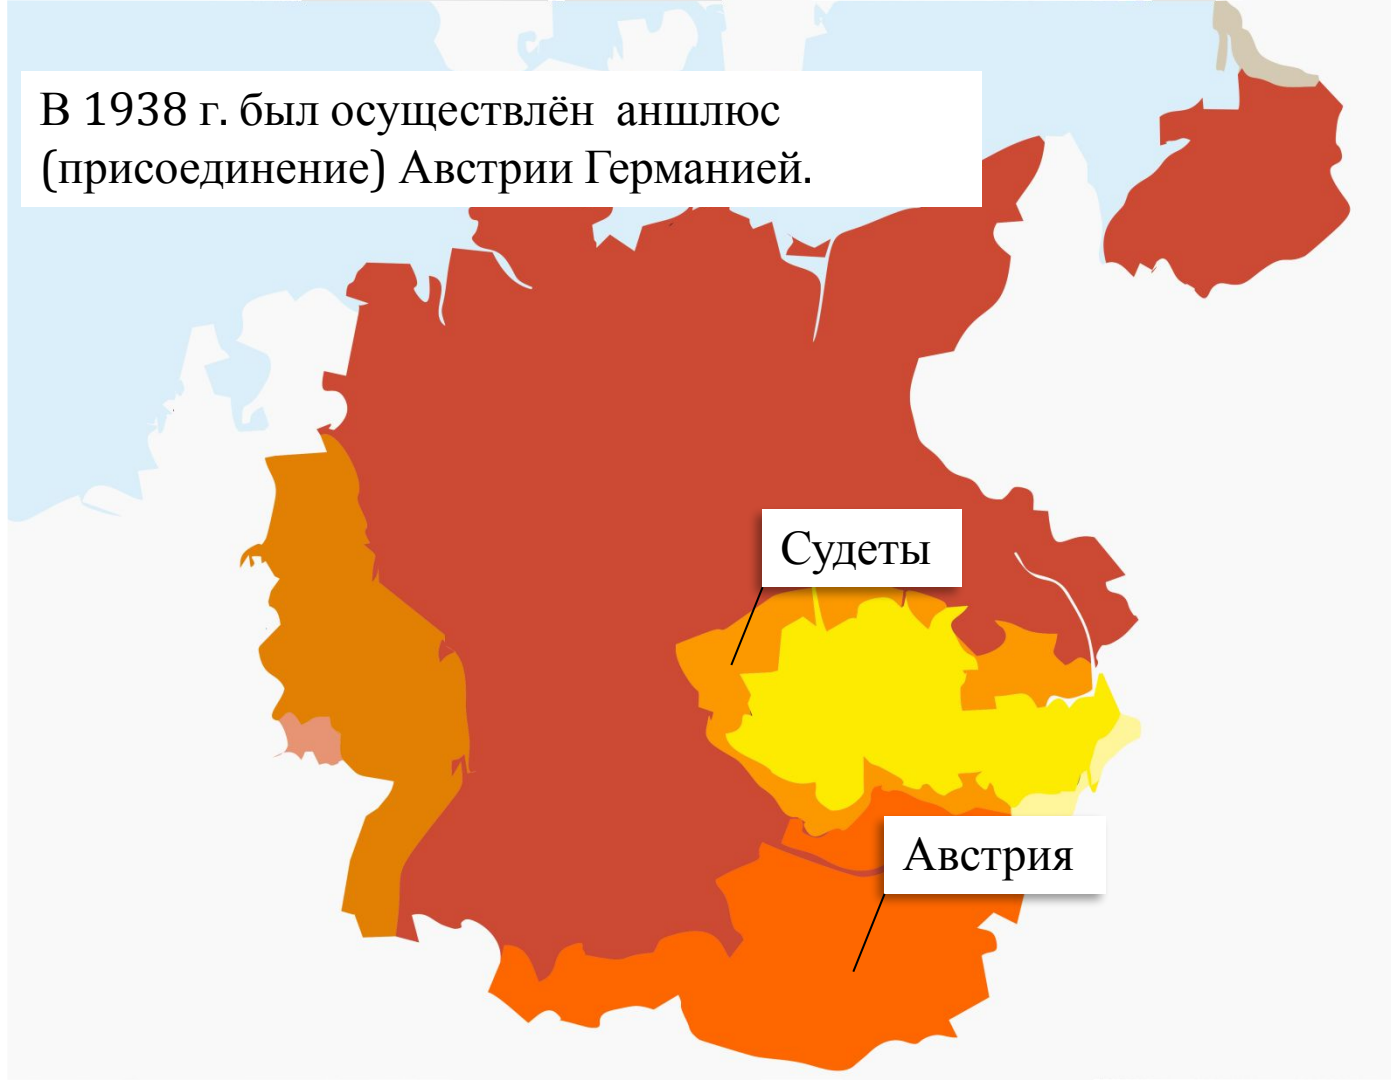 В 1938 г. был осуществлён аншлюс
(присоединение) Австрии Германией.
Судеты
Австрия